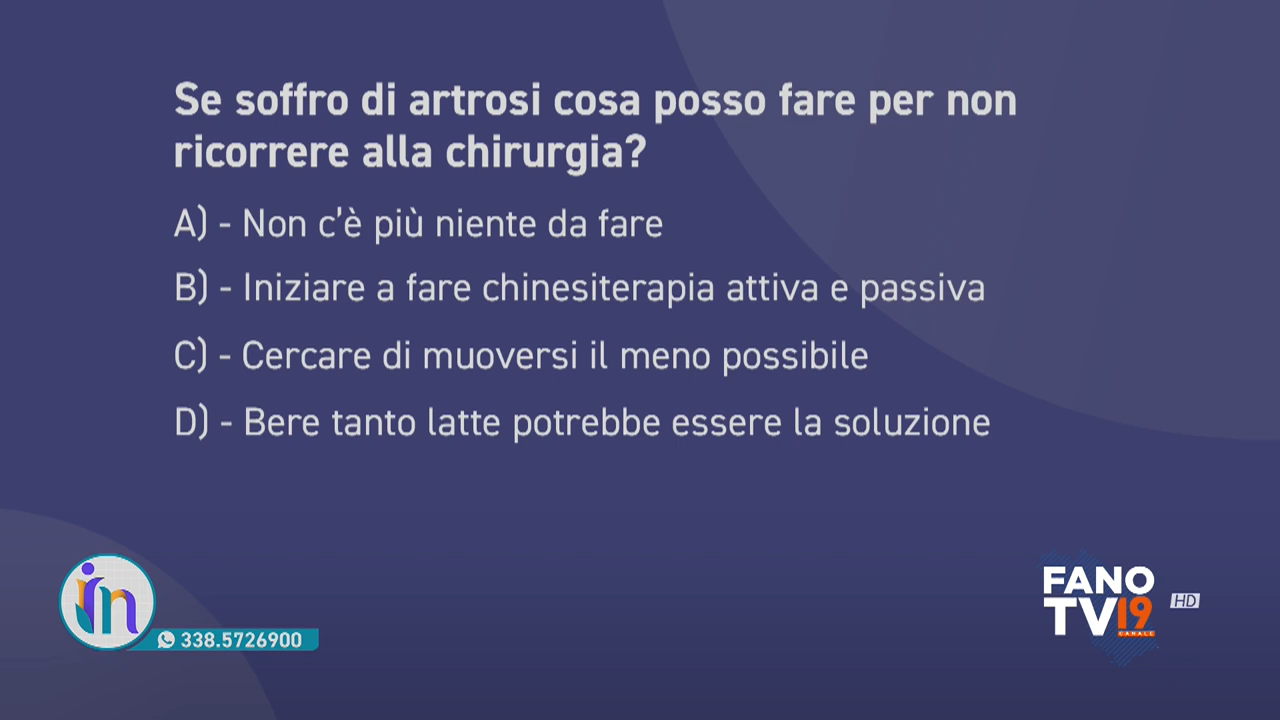 Se soffro di artrosi cosa posso fare per non
ricorrere alla chirurgia?
A) - Non c'è più niente da fare
B) - Iniziare a fare chinesiterapia attiva e passiva
C) - Cercare di muoversi il meno possibile
D) - Bere tanto latte potrebbe essere la soluzione
in
338.5726900
FANO
TV19
CANALE
HD